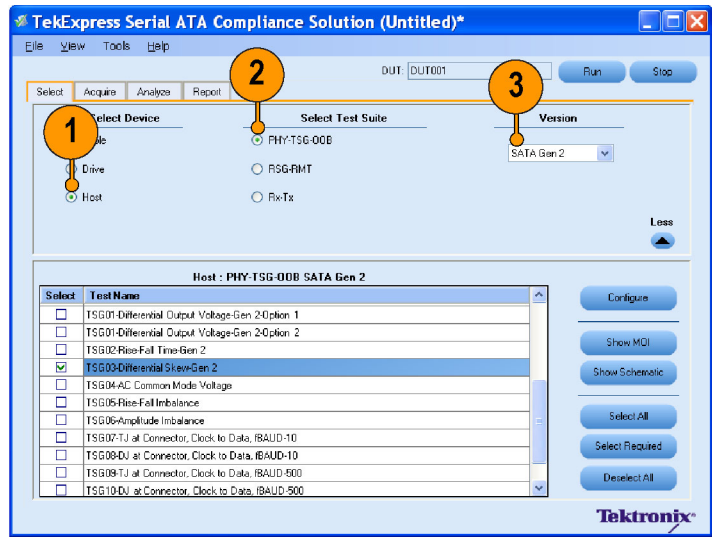 TekExpress Serial ATA Compliance Solution (Untitled)*
File View Tools Help
2
DUT: DUT001
Run Stop
3
Select Acquire Analyze Report
1
Select Device
Select Test Suite
Version
PHY-TSG-OOB
SATA Gen 2
Drive
RSG-RMT
Host
Rx-Tx
Less
Host : PHY-TSG-OOB SATA Gen 2
Select Test Name
Configure
TSG01-Differential Output Voltage-Gen 2-Option 1
TSG01-Differential Output Voltage-Gen 2-Option 2
Show MOI
TSG02-Rise-Fall Time-Gen 2
TSG03-Differential Skew-Gen 2
Show Schematic
TSG04-AC Common Mode Voltage
TSG05-Rise-Fall Imbalance
Select All
TSG06-Amplitude Imbalance
TSG07-TJ at Connector, Clock to Data, fBAUD-10
Select Required
TSG08-DJ at Connector, Clock to Data, fBAUD-10
TSG09-TJ at Connector, Clock to Data, fBAUD-500
Deselect All
TSG10-DJ at Connector, Clock to Data, fBAUD-500
Tektronix